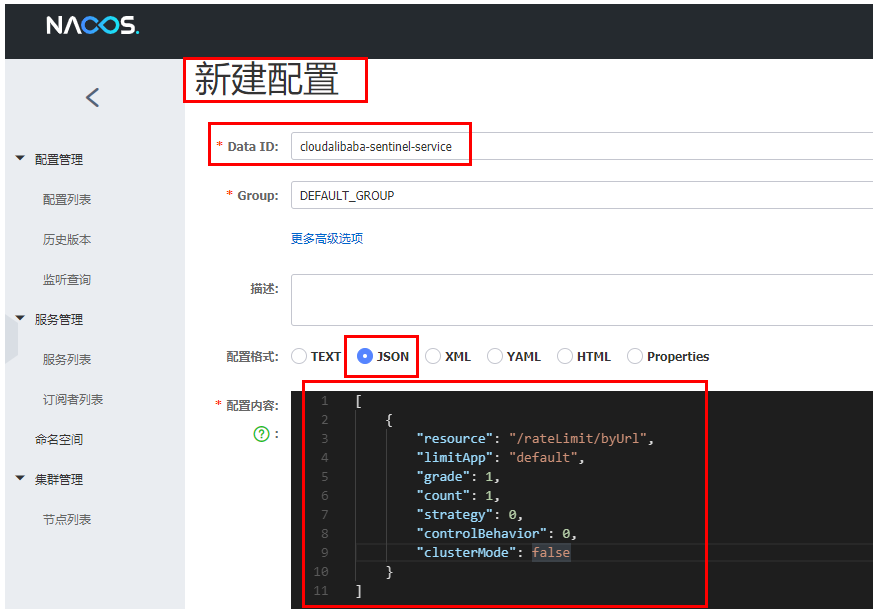 NACOS.
新建配置
* Data ID: cloudalibaba-sentinel-service
* Group: DEFAULT_GROUP
更多高级选项
描述:
配置格式: TEXT JSON XML YAML HTML Properties
* 配置内容:
? :
1 [
2 {
3 "resource": "/rateLimit/byUrl",
4 "limitApp": "default",
5 "grade": 1,
6 "count": 1,
7 "strategy": 0,
8 "controlBehavior": 0,
9 "clusterMode": false
10 }
11 ]
配置管理
配置列表
历史版本
监听查询
服务管理
服务列表
订阅者列表
命名空间
集群管理
节点列表